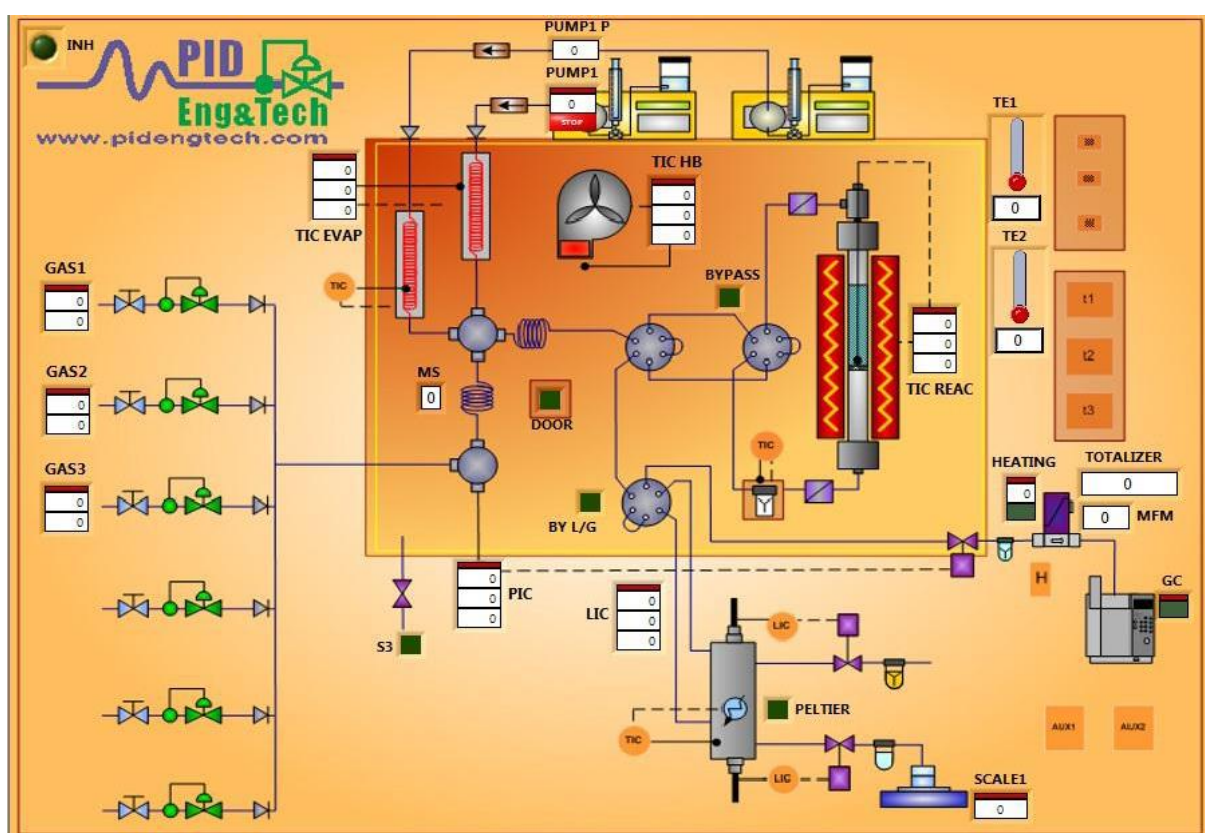 INH
PID
Eng&Tech
www.pidengtech.com
PUMP1 P
0
PUMP1
0
STOP
TE1
0
TE2
0
t1
t2
t3
0
0
0
TIC EVAP
TIC HB
0
0
0
TIC
BYPASS
0
0
0
TIC REAC
MS
0
DOOR
TIC
BY L/G
GAS1
0
0
GAS2
0
0
GAS3
0
0
HEATING
0
TOTALIZER
0
0
MFM
H
GC
0
0
0
PIC
LIC
0
0
0
S3
LIC
PELTIER
TIC
LIC
AUX1
AUX2
SCALE1
0